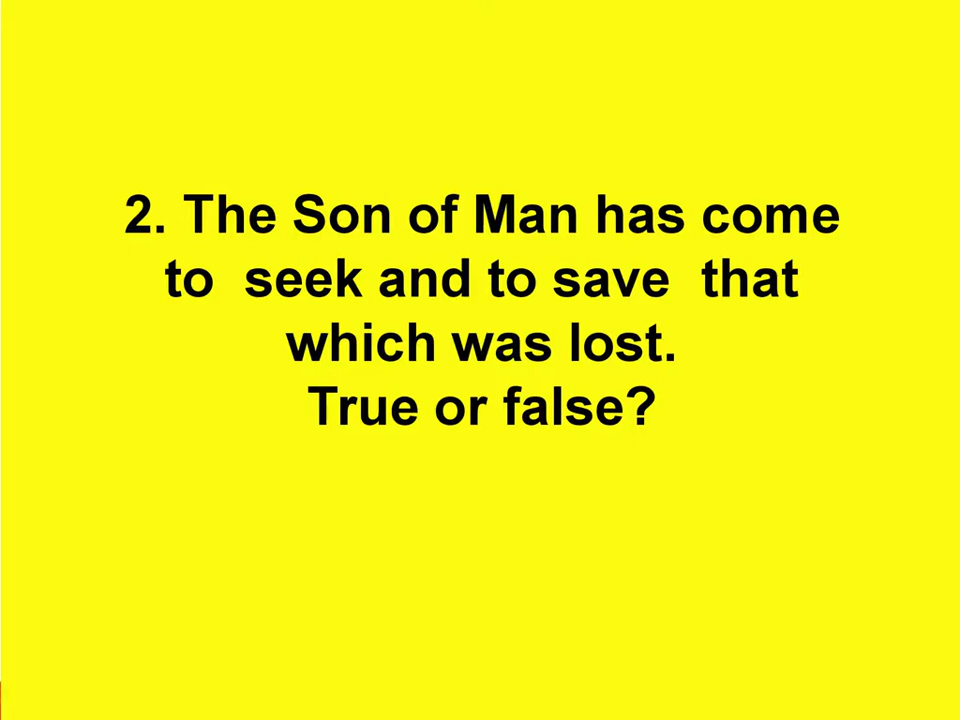 2. The Son of Man has come
to  seek and to save  that
which was lost.
True or false?